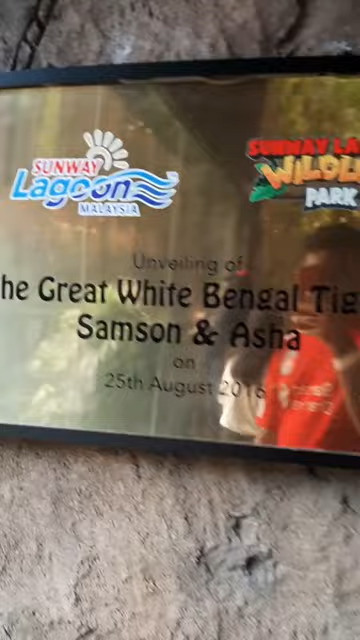 SUNWAY
Lagoon
MALAYSIA
SUNWAY LA
WILDLI
PARK
Unveiling of
he Great White Bengal Tig
Samson & Asha
on
25th August 2016